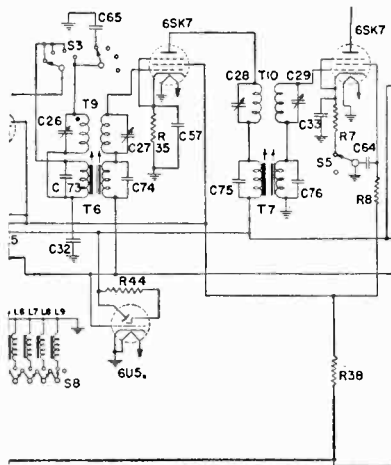 C65
6SK7
6SK7
S3
C28
T10
C29
C26
T9
C27
R
35
C57
C33
R7
C64
S5
C 73
C74
C75
C76
R8
T6
T7
5
C32
R44
L6 L7 L8 L9
S8
6U5.
R38